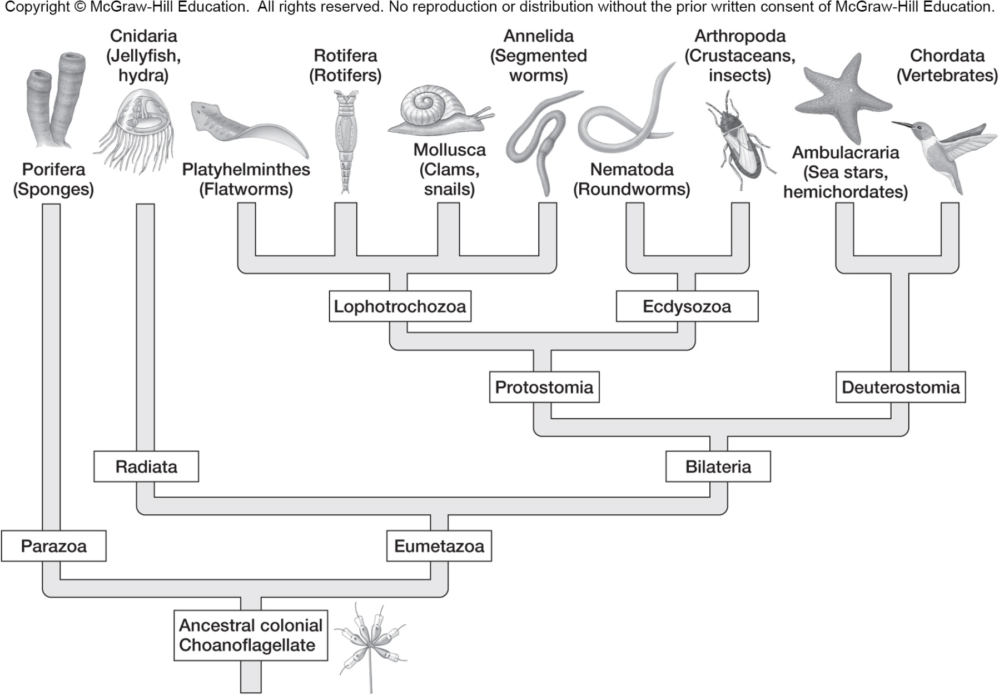 Copyright © McGraw-Hill Education.  All rights reserved. No reproduction or distribution without the prior written consent of McGraw-Hill Education.
Porifera
(Sponges)
Cnidaria
(Jellyfish,
hydra)
Platyhelminthes
(Flatworms)
Rotifera
(Rotifers)
Mollusca
(Clams,
snails)
Annelida
(Segmented
worms)
Nematoda
(Roundworms)
Arthropoda
(Crustaceans,
insects)
Ambulacraria
(Sea stars,
hemichordates)
Chordata
(Vertebrates)
Lophotrochozoa
Ecdysozoa
Protostomia
Deuterostomia
Radiata
Bilateria
Parazoa
Eumetazoa
Ancestral colonial
Choanoflagellate